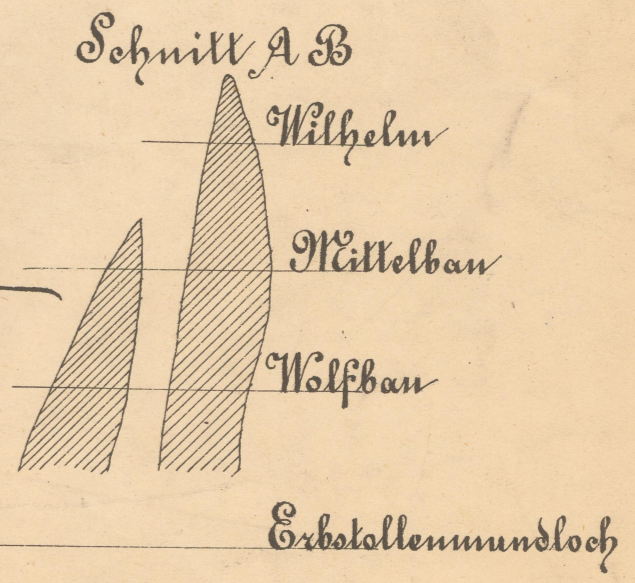 Schnitt A B
Wilhelm
Mittelbau
Wolfbau
Erbstollenmundloch